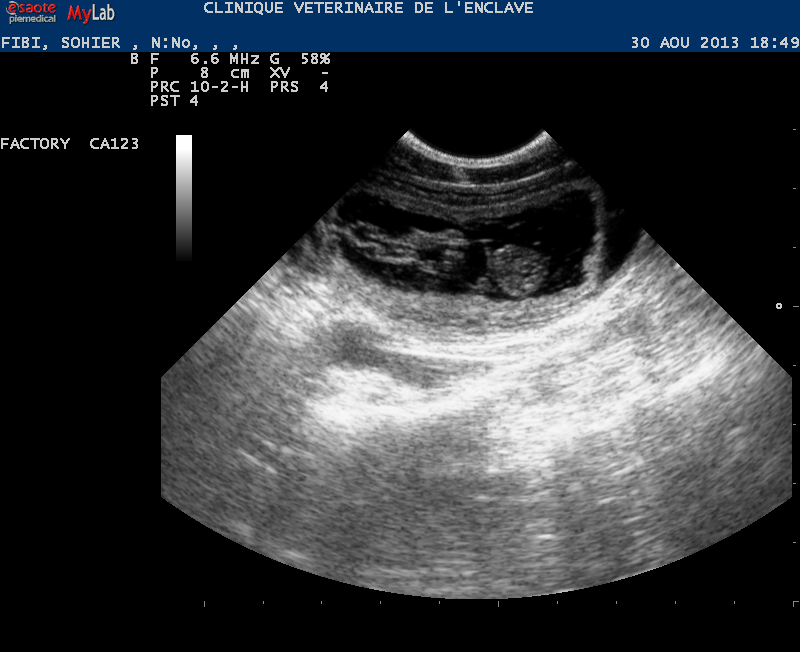 esaote
piemedical
MyLab
CLINIQUE VETERINAIRE DE L'ENCLAVE
FIBI, SOHIER , N:No, , , 30 AOU 2013 18:49
B F 6.6 MHz G 58%
P 8 cm XV -
PRC 10-2-H PRS 4
PST 4
FACTORY CA123